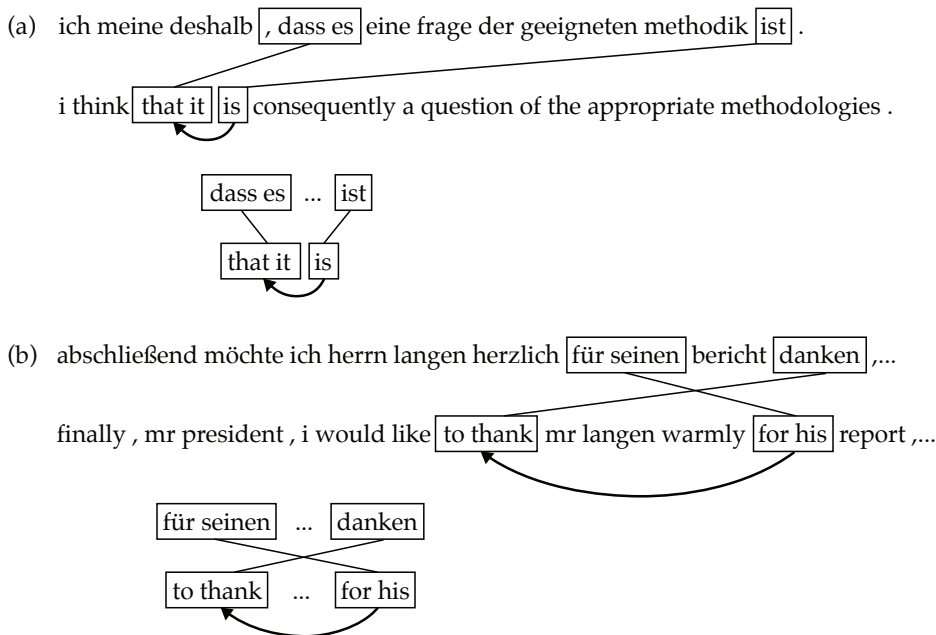 (a) ich meine deshalb , dass es eine frage der geeigneten methodik ist .
i think that it is consequently a question of the appropriate methodologies .
dass es ... ist
that it is
(b) abschließend möchte ich herrn langen herzlich für seinen bericht danken ,...
finally , mr president , i would like to thank mr langen warmly for his report ,...
für seinen ... danken
to thank ... for his